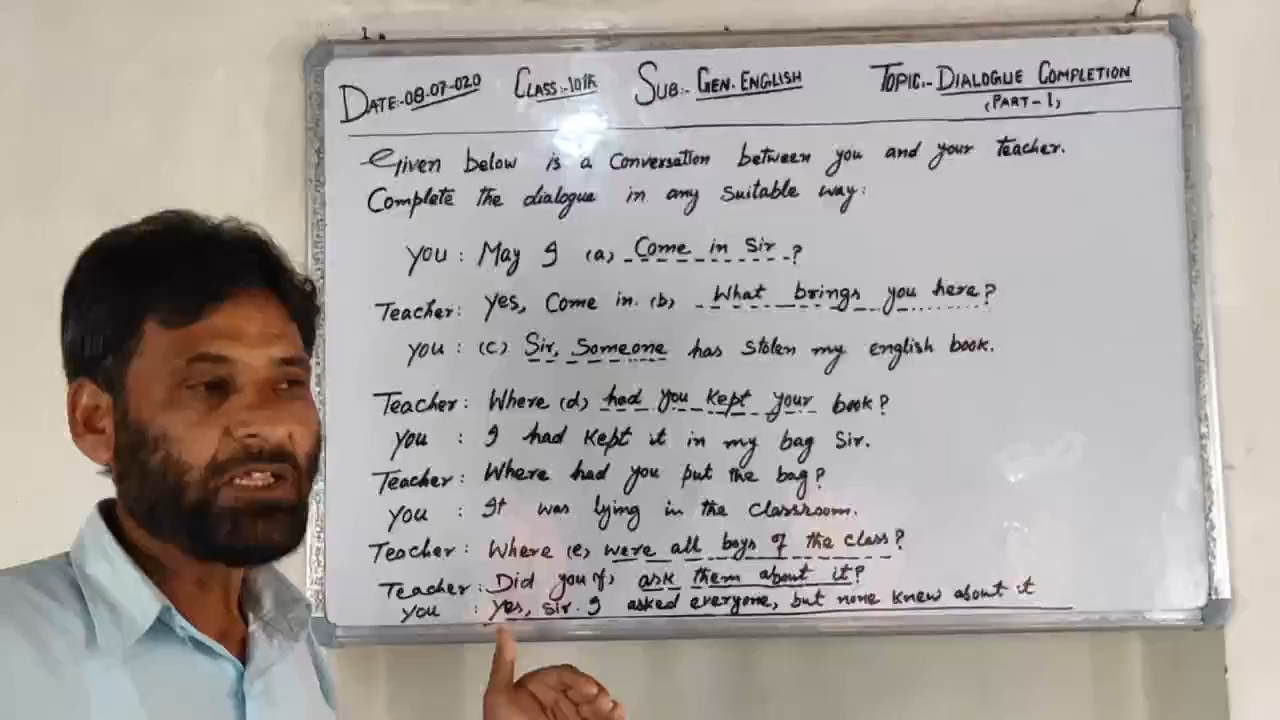 DATE:-08-07-020 CLASS:-10th SUB:- GEN. ENGLISH TOPIC:- DIALOGUE COMPLETION
(PART-1)
Given below is a conversation between you and your teacher.
Complete the dialogue in any suitable way:
you : May I (a) Come in Sir ?
Teacher: yes, Come in. (b) What brings you here?
you : (c) Sir, Someone has stolen my english book.
Teacher: Where (d) had you kept your book?
you : I had kept it in my bag Sir.
Teacher: Where had you put the bag?
you : It was lying in the classroom.
Teacher: Where (e) were all boys of the class?
Teacher: Did you (f) ask them about it?
you : yes, Sir. I asked everyone, but none knew about it